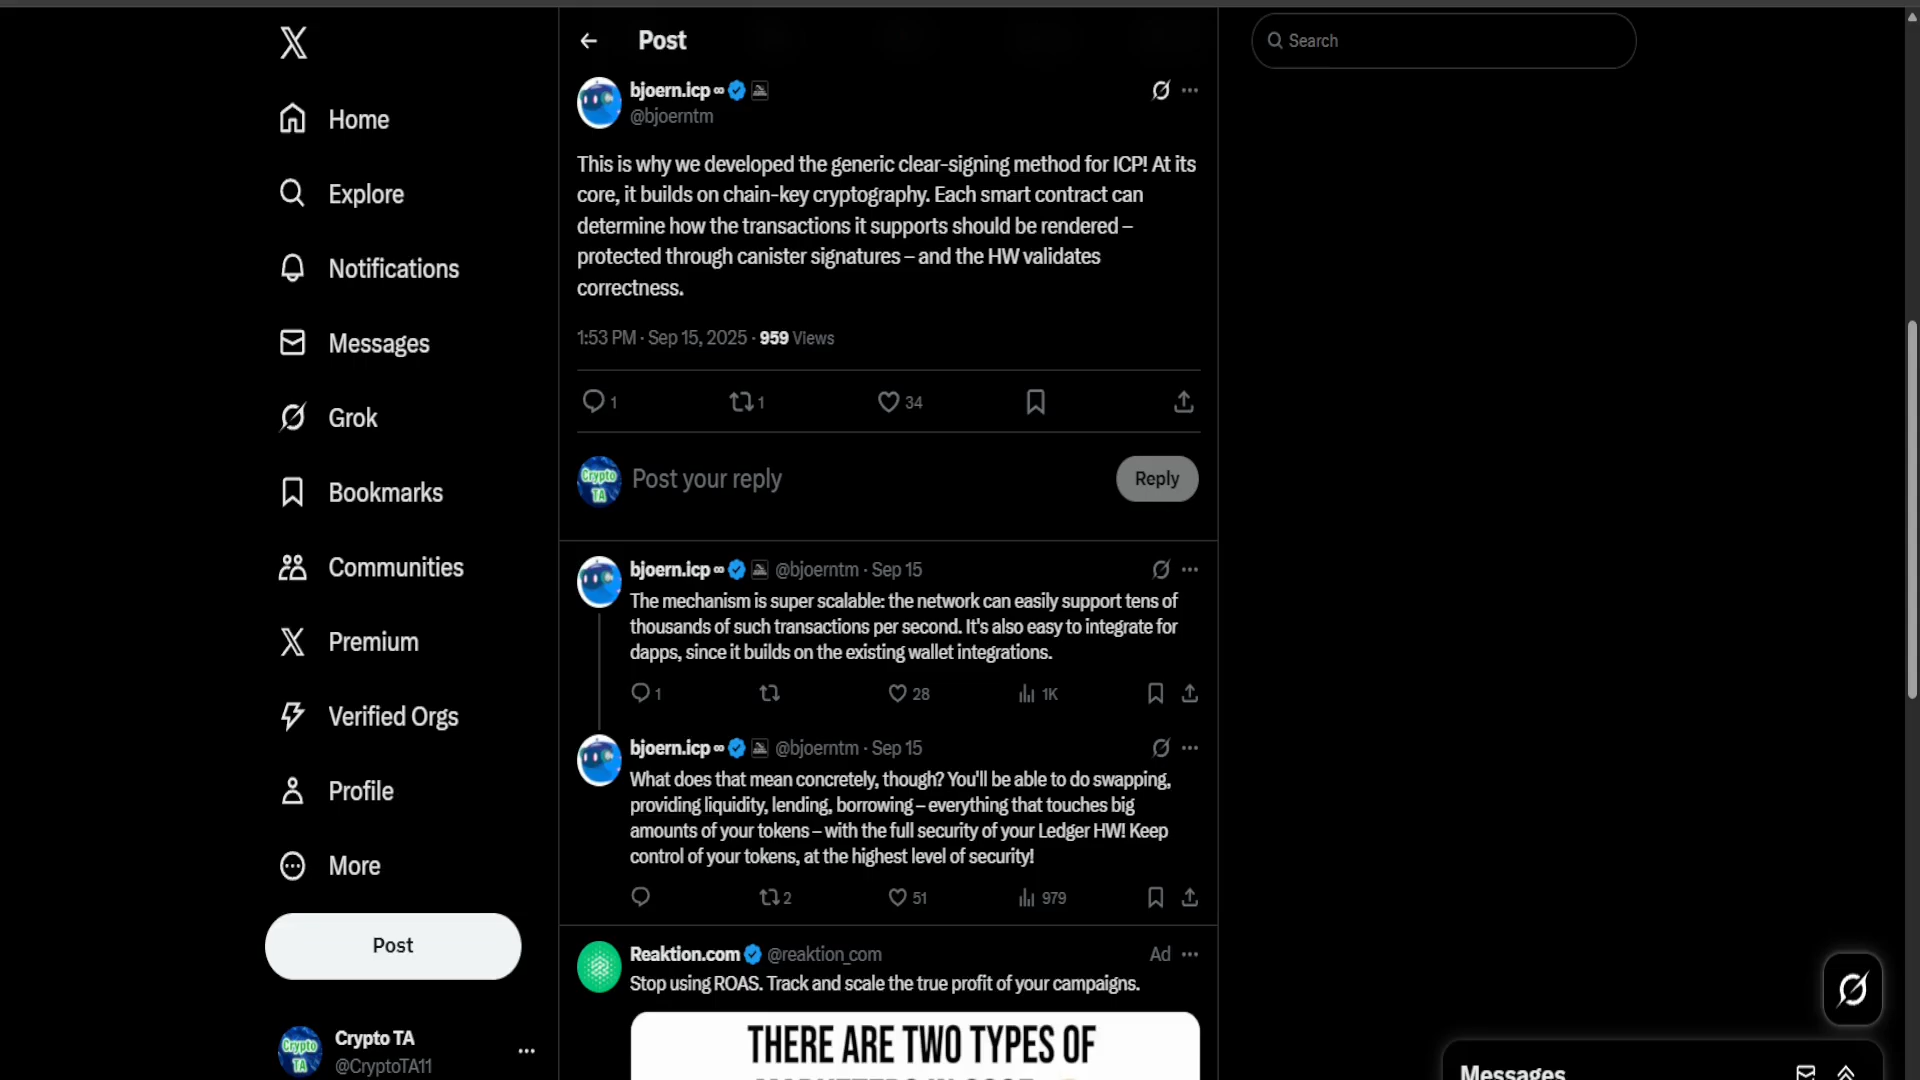 Post
Search
Home
Explore
Notifications
Messages
Grok
Bookmarks
Communities
Premium
Verified Orgs
Profile
More
Post
Crypto TA
@CryptoTA11
bjoern.icp ∞
@bjoerntm
This is why we developed the generic clear-signing method for ICP! At its
core, it builds on chain-key cryptography. Each smart contract can
determine how the transactions it supports should be rendered –
protected through canister signatures – and the HW validates
correctness.
1:53 PM · Sep 15, 2025 · 959 Views
1 1 34
Crypto TA
Post your reply
Reply
bjoern.icp ∞ @bjoerntm · Sep 15
The mechanism is super scalable: the network can easily support tens of
thousands of such transactions per second. It's also easy to integrate for
dapps, since it builds on the existing wallet integrations.
1 28 1K
bjoern.icp ∞ @bjoerntm · Sep 15
What does that mean concretely, though? You'll be able to do swapping,
providing liquidity, lending, borrowing – everything that touches big
amounts of your tokens – with the full security of your Ledger HW! Keep
control of your tokens, at the highest level of security!
2 51 979
Reaktion.com @reaktion_com Ad
Stop using ROAS. Track and scale the true profit of your campaigns.
THERE ARE TWO TYPES OF
Messages